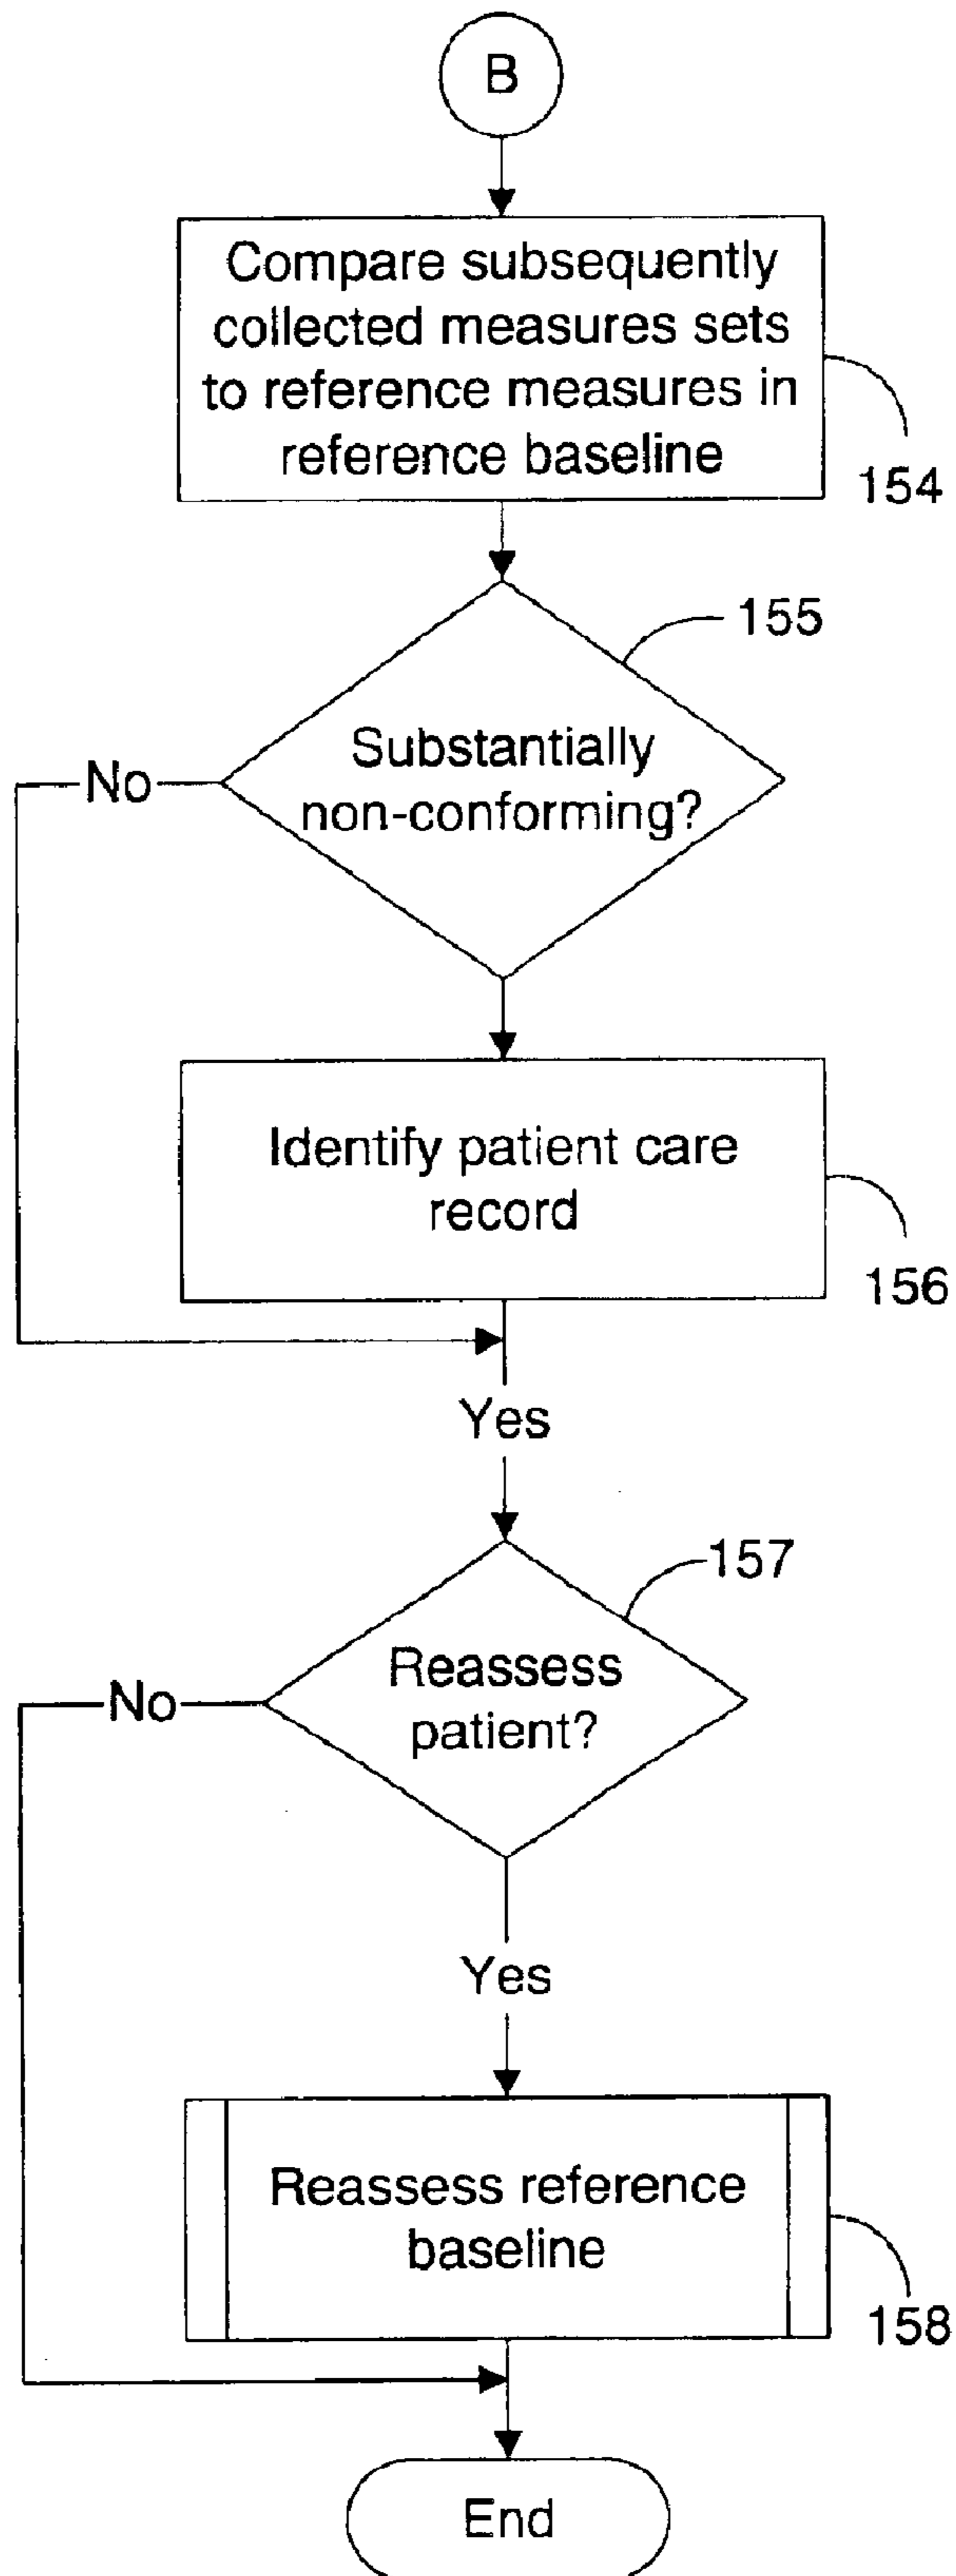 B
Compare subsequently
collected measures sets
to reference measures in
reference baseline
154
155
Substantially
non-conforming?
No
Identify patient care
record
156
Yes
157
Reassess
patient?
No
Yes
Reassess reference
baseline
158
End